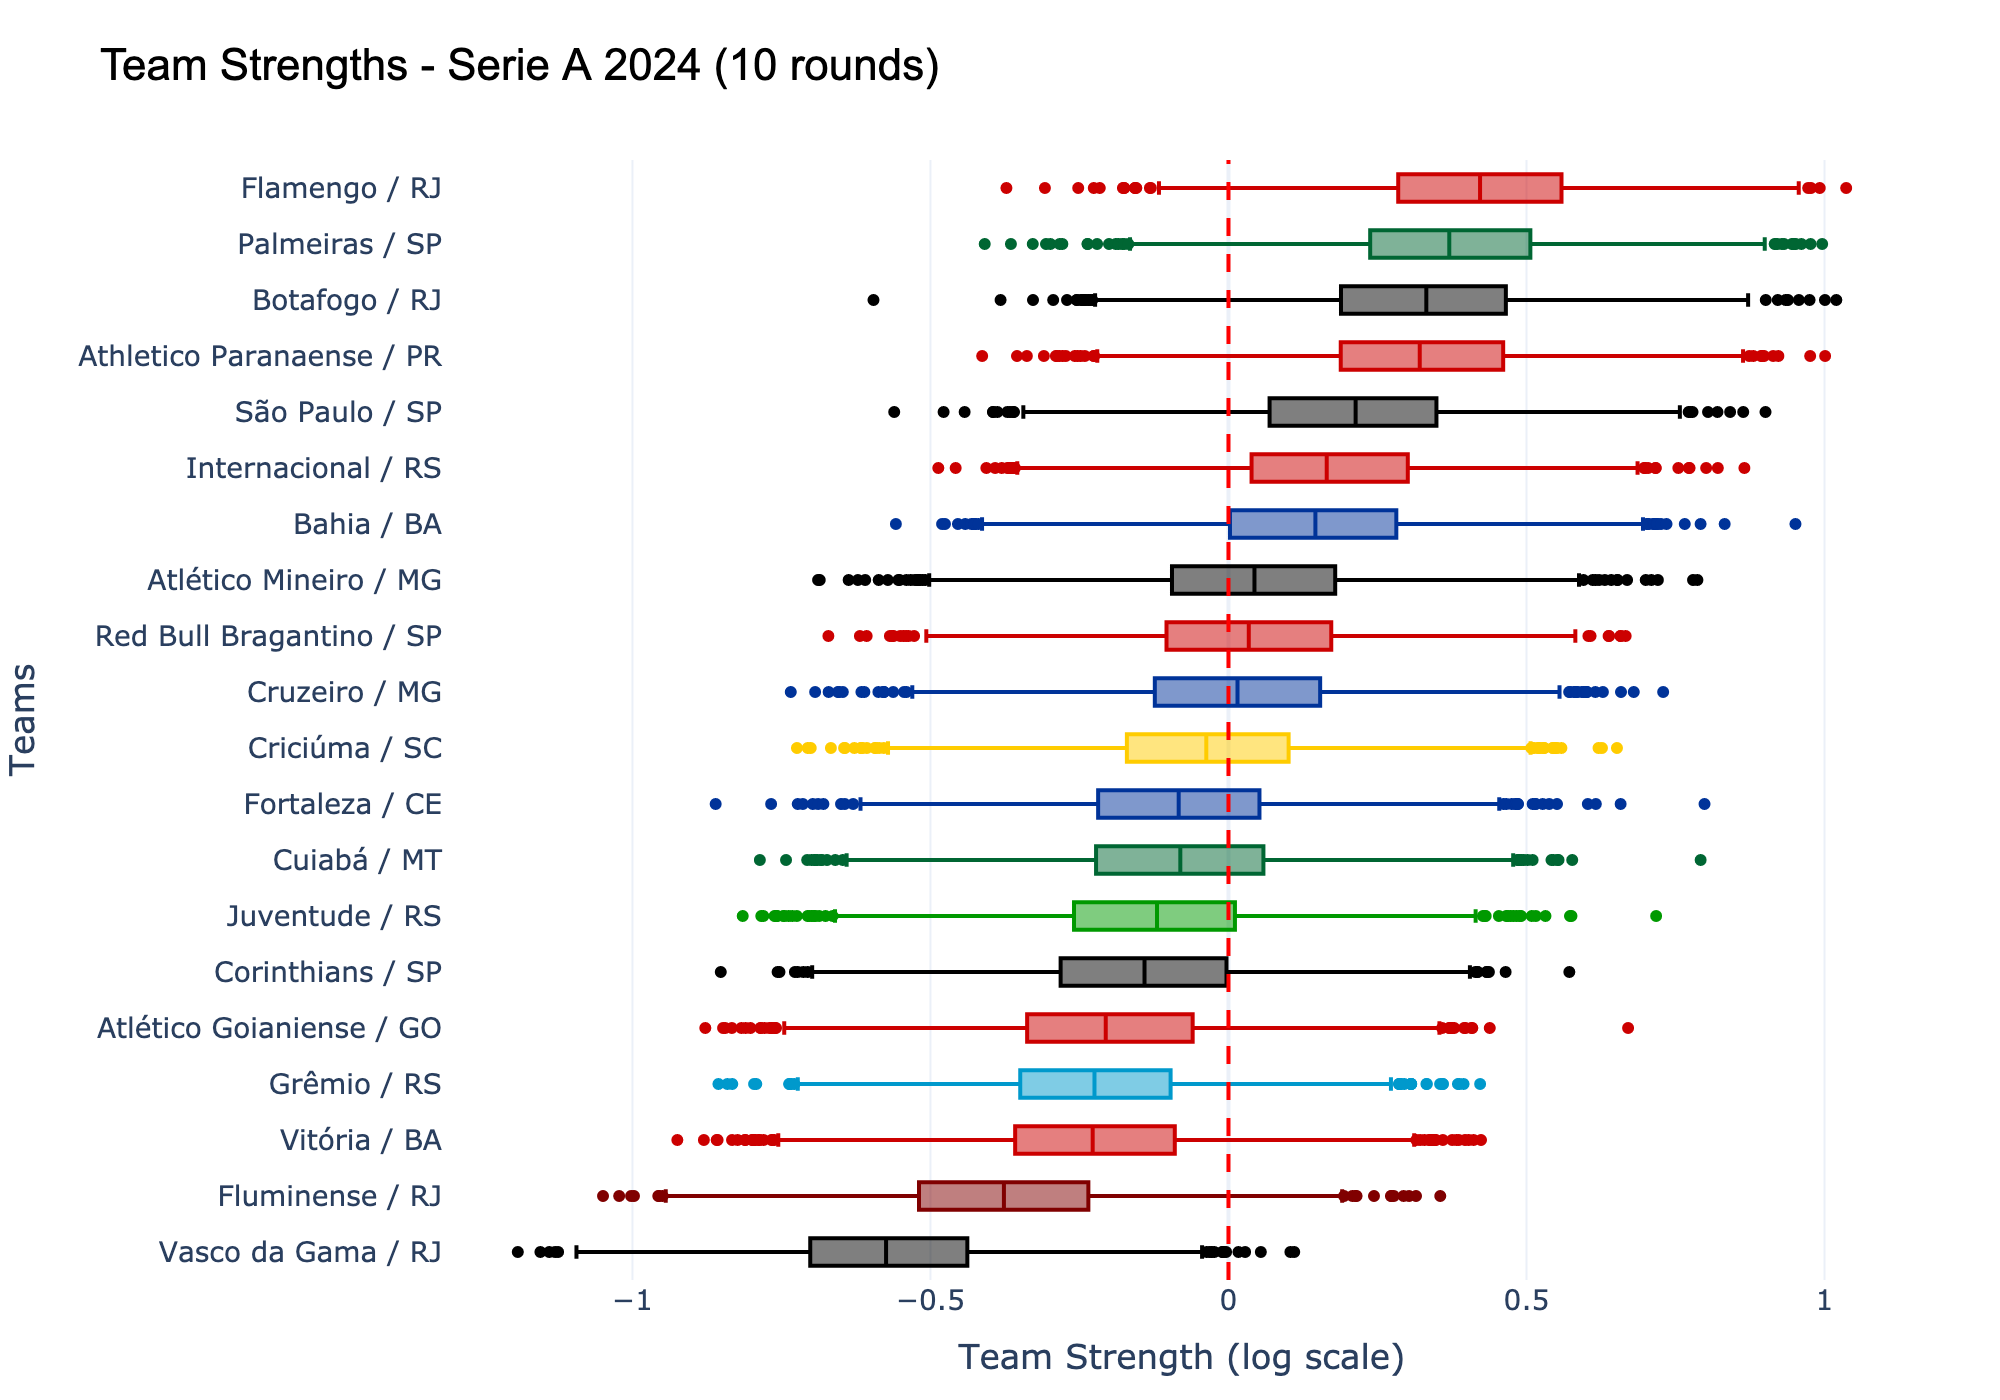 Team Strengths - Serie A 2024 (10 rounds)
Teams
Flamengo / RJ
Palmeiras / SP
Botafogo / RJ
Athletico Paranaense / PR
São Paulo / SP
Internacional / RS
Bahia / BA
Atlético Mineiro / MG
Red Bull Bragantino / SP
Cruzeiro / MG
Criciúma / SC
Fortaleza / CE
Cuiabá / MT
Juventude / RS
Corinthians / SP
Atlético Goianiense / GO
Grêmio / RS
Vitória / BA
Fluminense / RJ
Vasco da Gama / RJ
−1 −0.5 0 0.5 1
Team Strength (log scale)